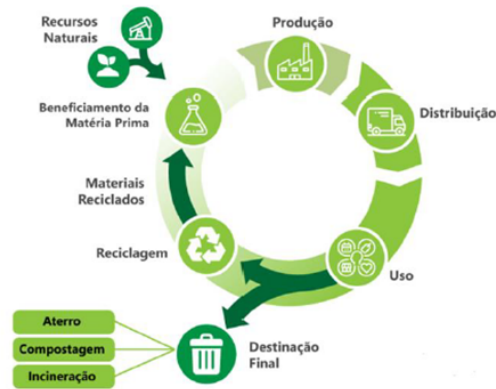 Recursos
Naturais
Produção
Beneficiamento da
Matéria Prima
Distribuição
Materiais
Reciclados
Reciclagem
Uso
Aterro
Compostagem
Incineração
Destinação
Final